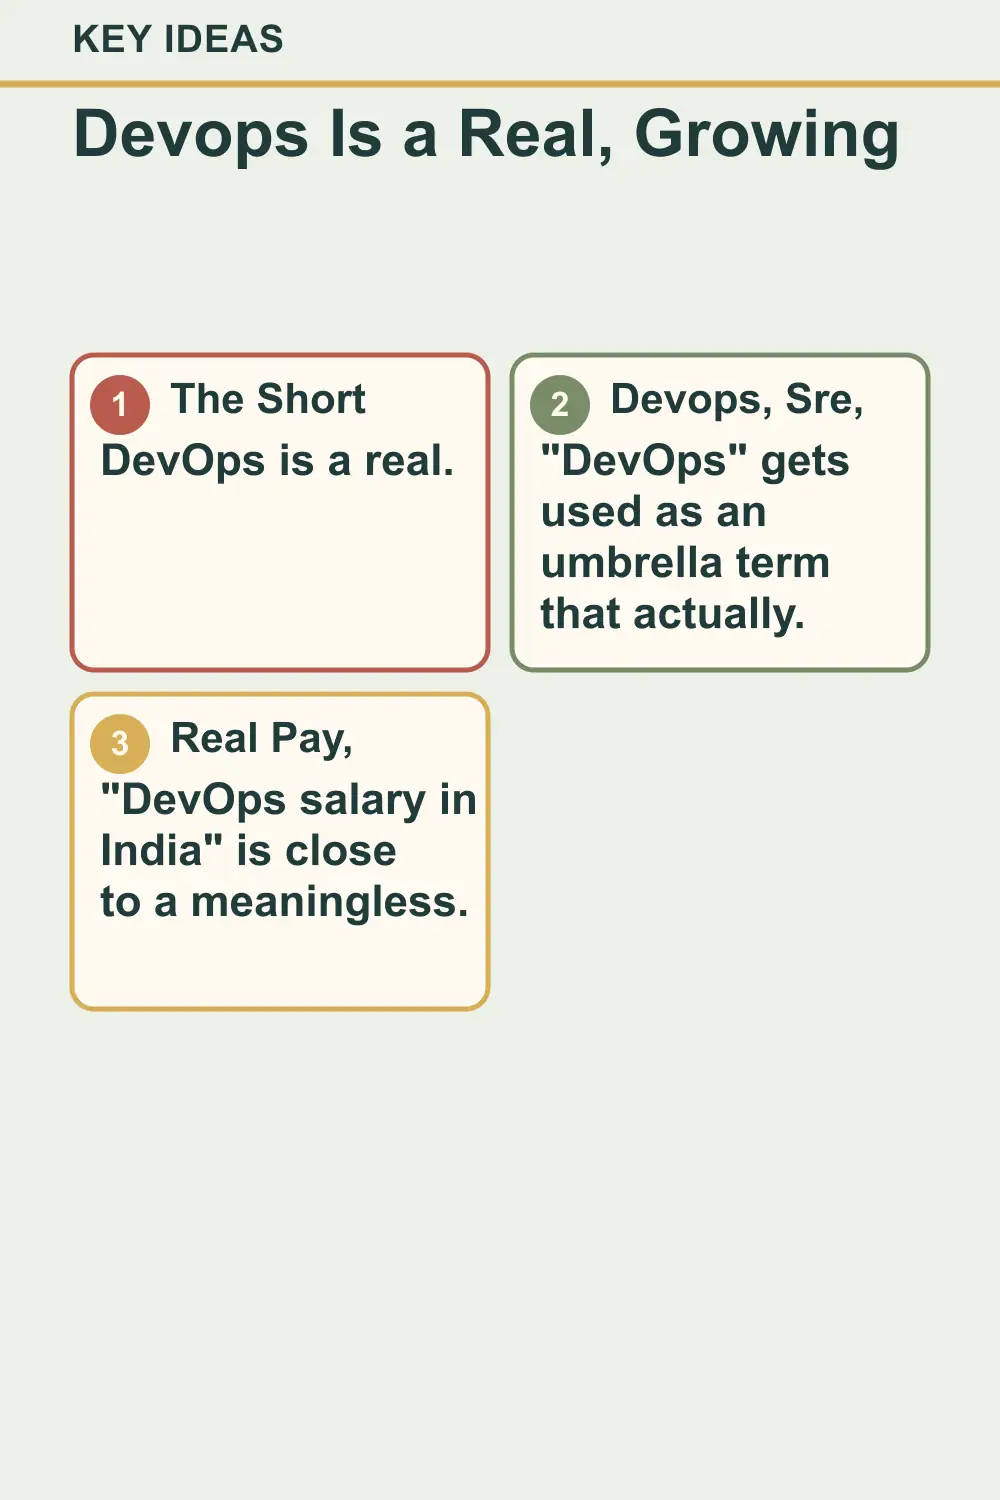 KEY IDEAS
Devops Is a Real, Growing
1 The Short
DevOps is a real.
2 Devops, Sre,
"DevOps" gets
used as an
umbrella term
that actually.
3 Real Pay,
"DevOps salary in
India" is close
to a meaningless.